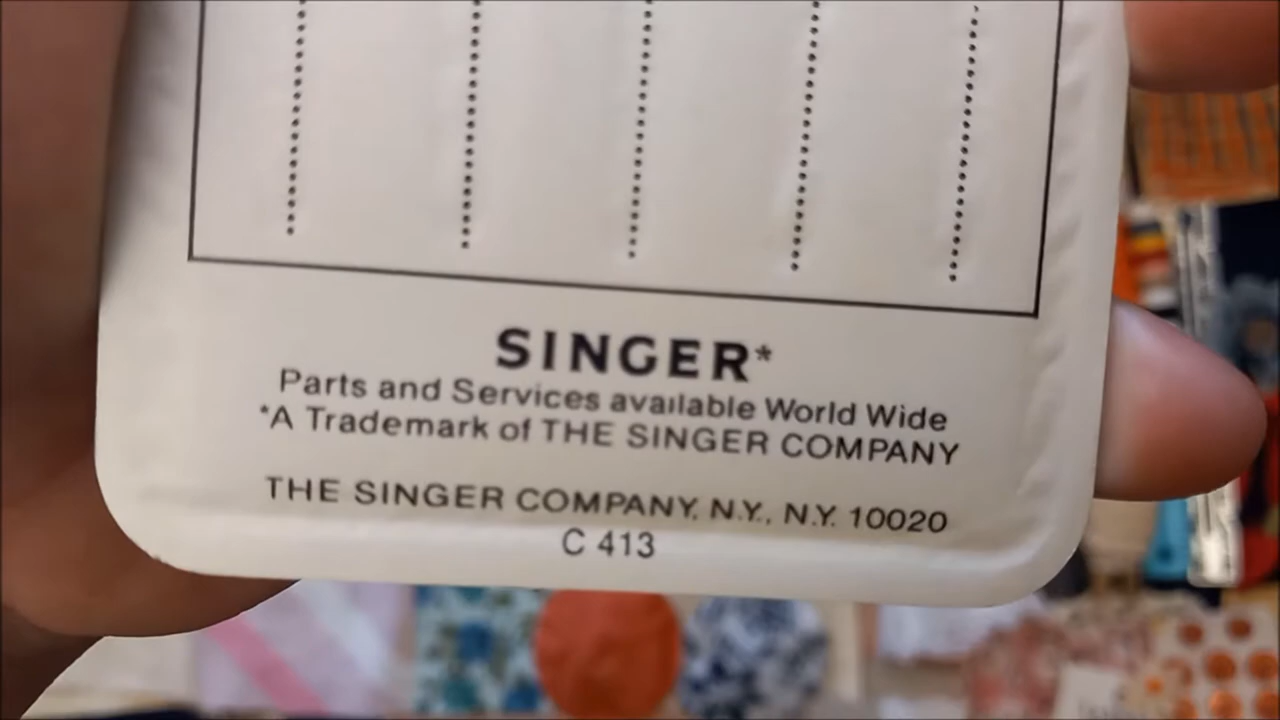 SINGER*
Parts and Services available World Wide
*A Trademark of THE SINGER COMPANY
THE SINGER COMPANY, N.Y., N.Y. 10020
C 413